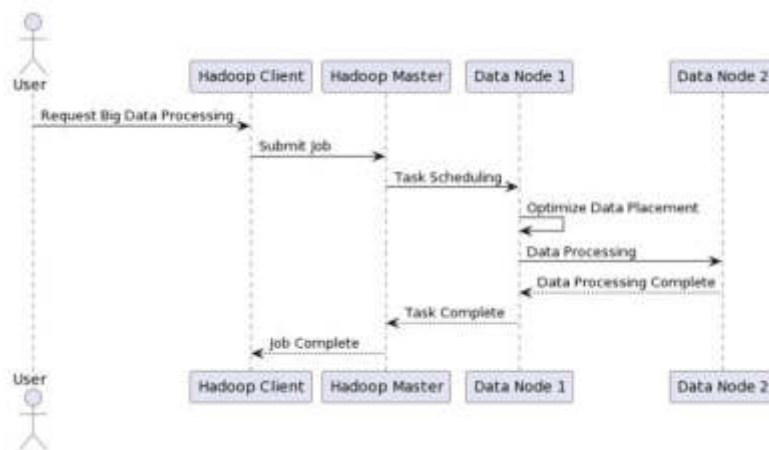 User
Hadoop Client
Hadoop Master
Data Node 1
Data Node 2
Request Big Data Processing
Submit Job
Task Scheduling
Optimize Data Placement
Data Processing
Data Processing Complete
Task Complete
Job Complete
User
Hadoop Client
Hadoop Master
Data Node 1
Data Node 2